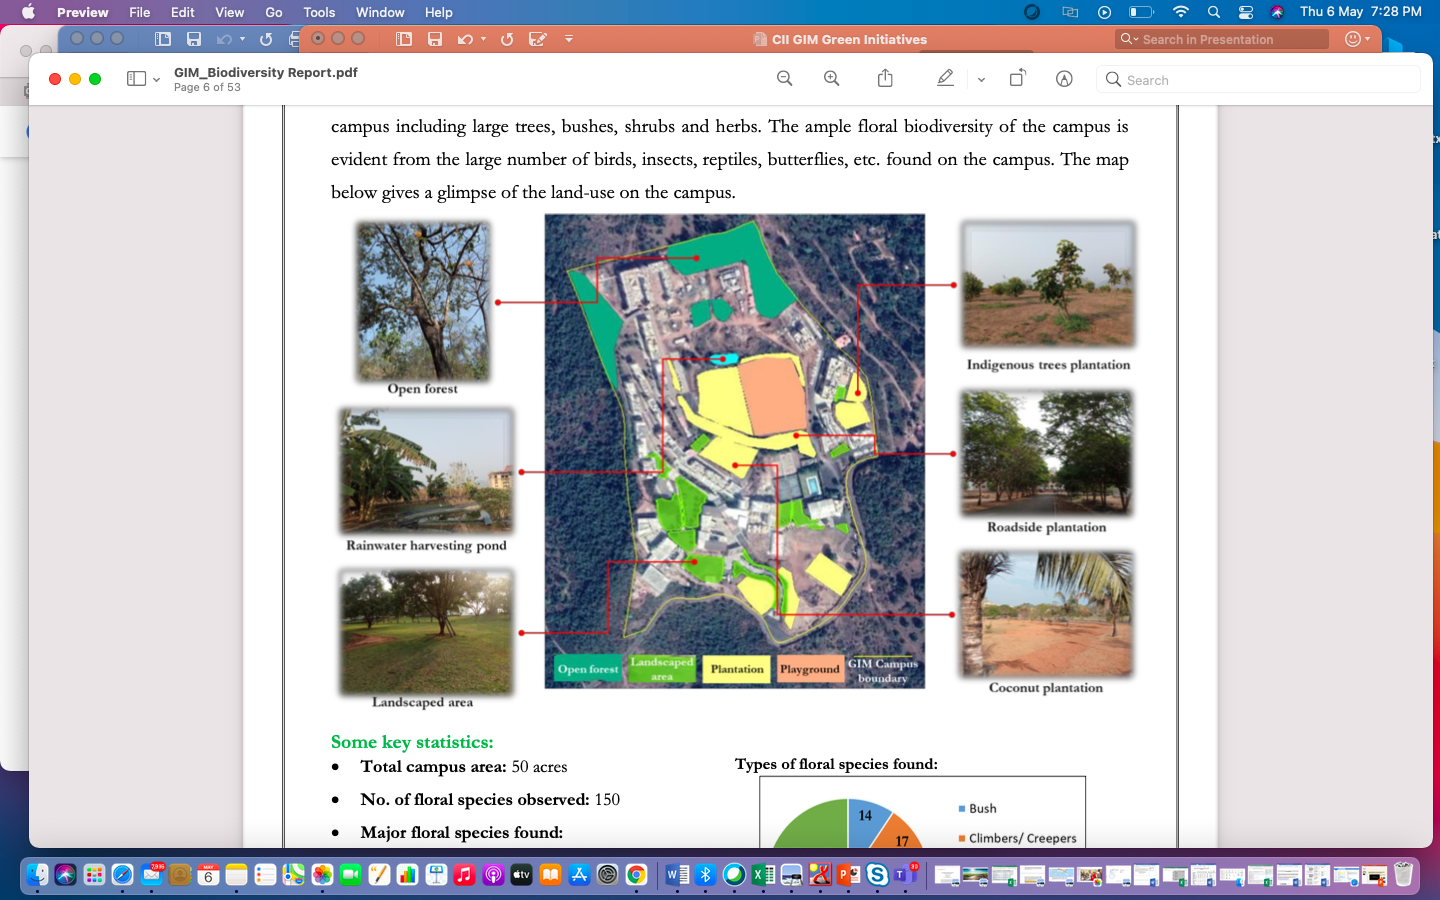 Preview File Edit View Go Tools Window Help
Thu 6 May 7:28 PM
CII GIM Green Initiatives
Search in Presentation
GIM_Biodiversity Report.pdf
Page 6 of 53
Search
campus including large trees, bushes, shrubs and herbs. The ample floral biodiversity of the campus is
evident from the large number of birds, insects, reptiles, butterflies, etc. found on the campus. The map
below gives a glimpse of the land-use on the campus.
Open forest
Indigenous trees plantation
Rainwater harvesting pond
Roadside plantation
Landscaped area
Coconut plantation
Open forest
Landscaped
area
Plantation
Playground
GIM Campus
boundary
Some key statistics:
• Total campus area: 50 acres
• No. of floral species observed: 150
• Major floral species found:
Types of floral species found:
14
17
Bush
Climbers/ Creepers
MAY
6
tv